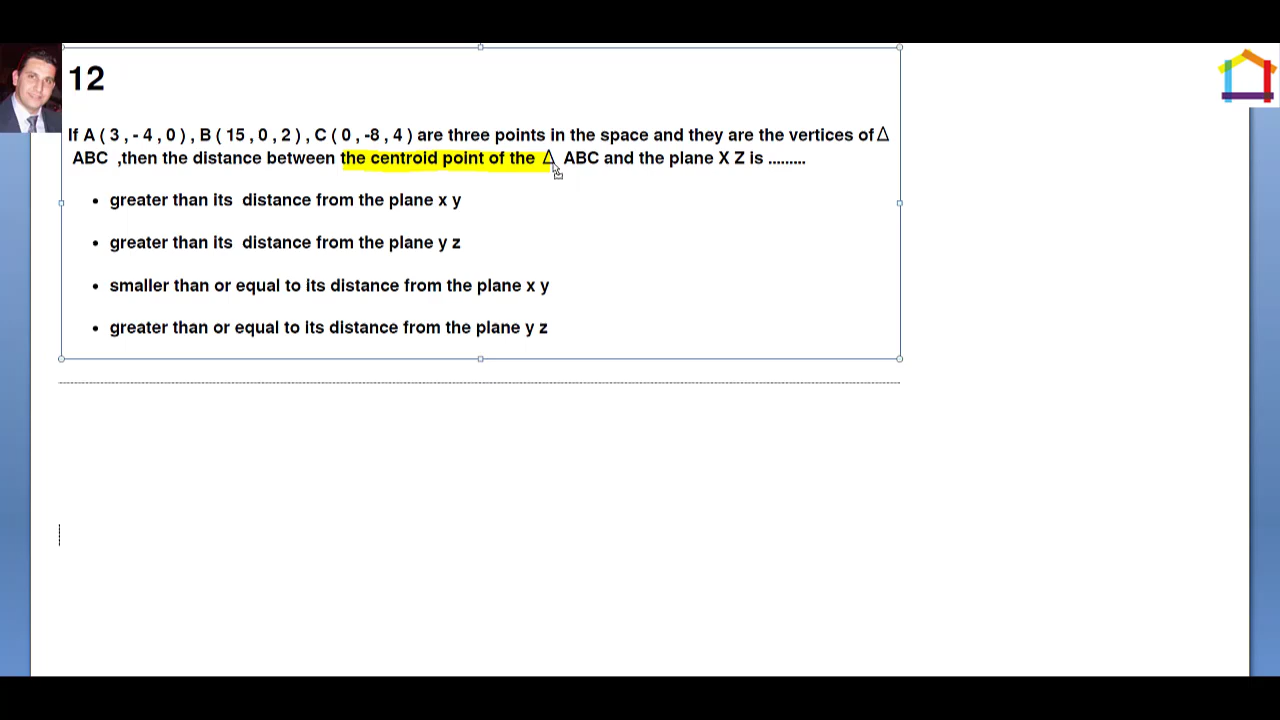 12
If A ( 3 , - 4 , 0 ) , B ( 15 , 0 , 2 ) , C ( 0 , -8 , 4 ) are three points in the space and they are the vertices of Δ
ABC ,then the distance between the centroid point of the Δ ABC and the plane X Z is .........
• greater than its distance from the plane x y
• greater than its distance from the plane y z
• smaller than or equal to its distance from the plane x y
• greater than or equal to its distance from the plane y z